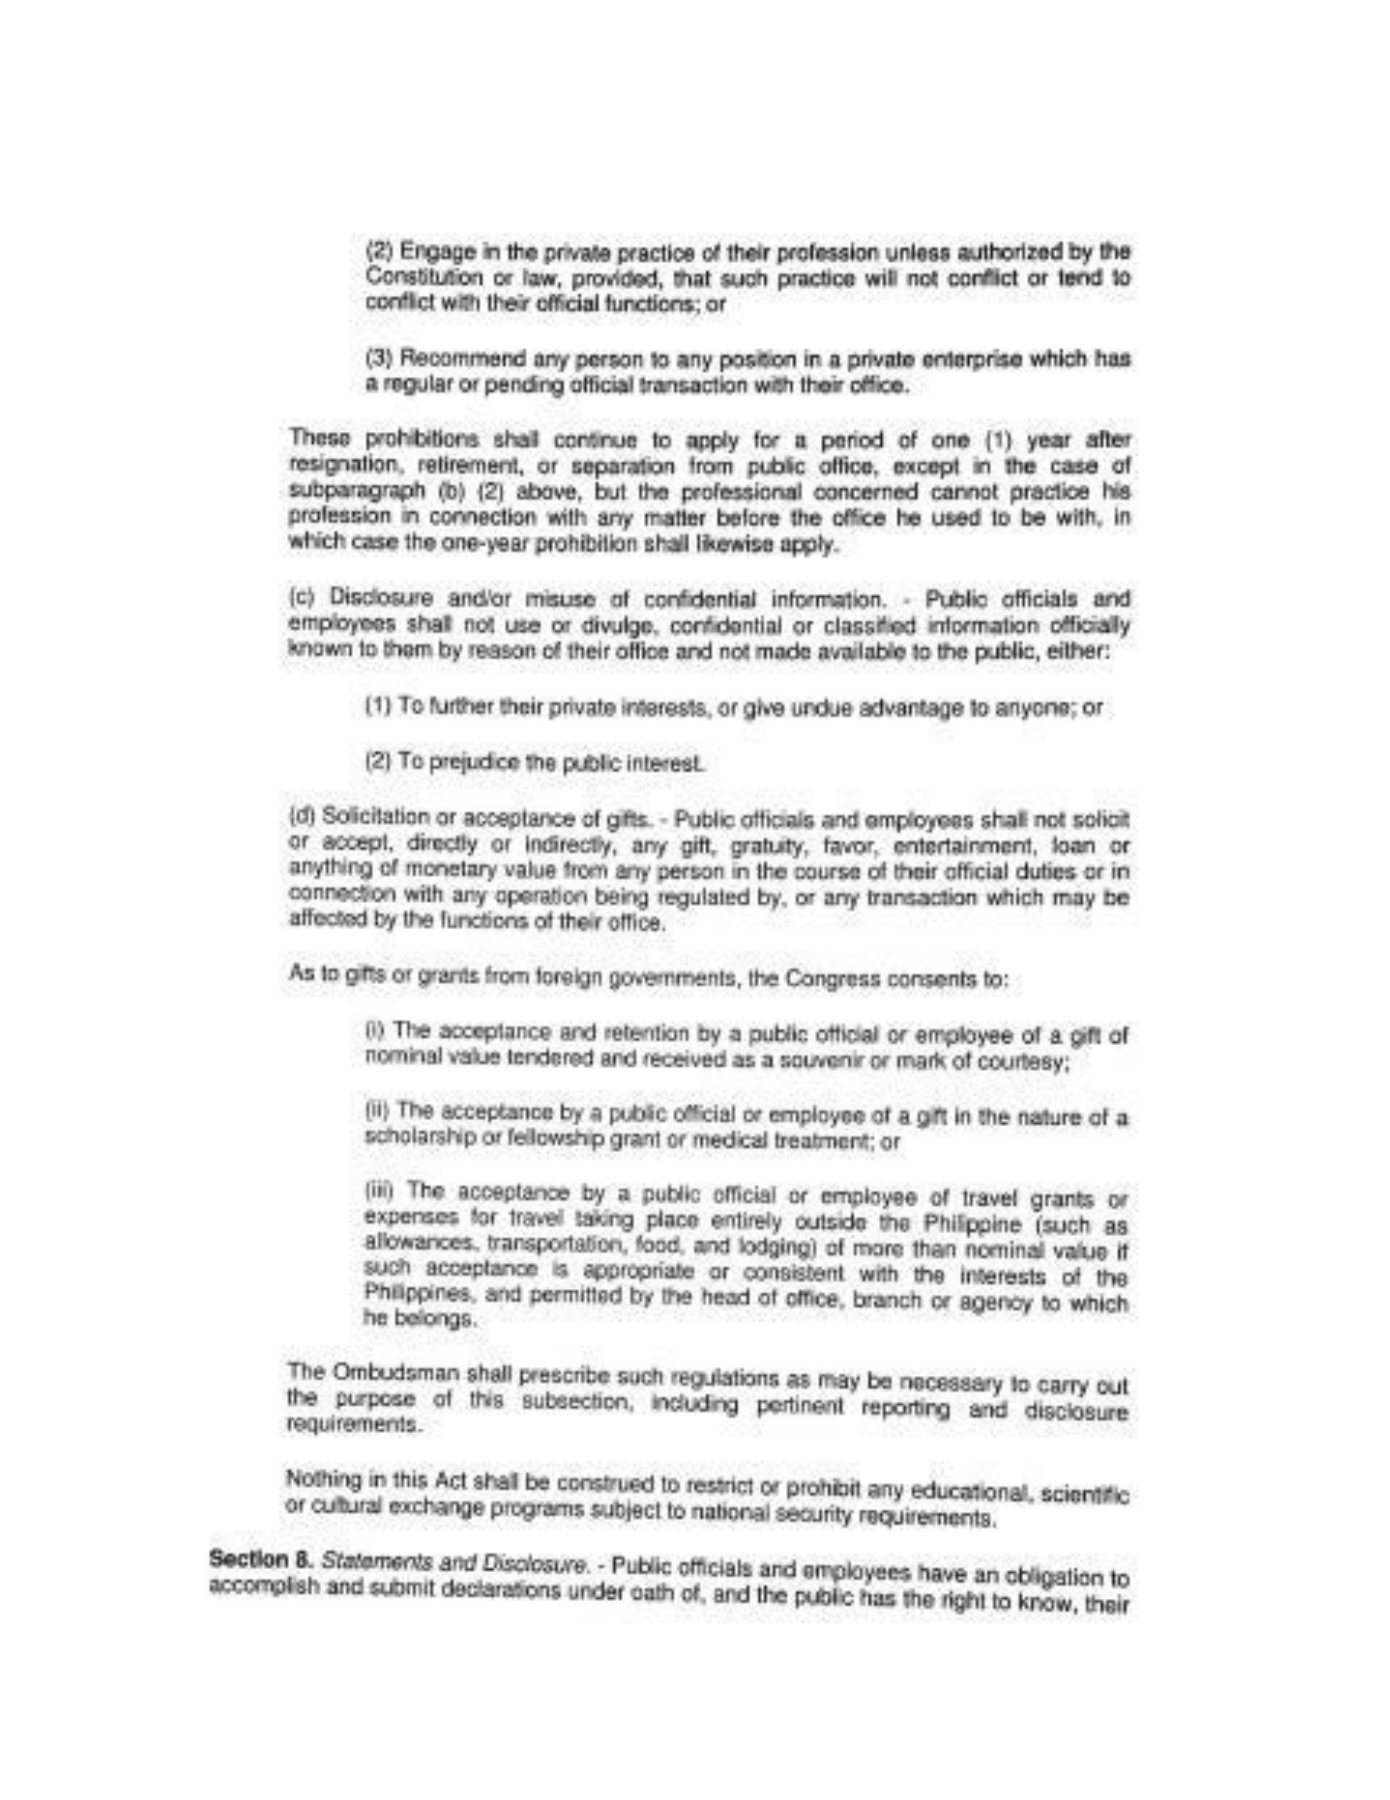 (2) Engage in the private practice of their profession unless authorized by the
Constitution or law, provided, that such practice will not conflict or tend to
conflict with their official functions; or
(3) Recommend any person to any position in a private enterprise which has
a regular or pending official transaction with their office.
These prohibitions shall continue to apply for a period of one (1) year after
resignation, retirement, or separation from public office, except in the case of
subparagraph (b) (2) above, but the professional concerned cannot practice his
profession in connection with any matter before the office he used to be with, in
which case the one-year prohibition shall likewise apply.
(c) Disclosure and/or misuse of confidential information. - Public officials and
employees shall not use or divulge, confidential or classified information officially
known to them by reason of their office and not made available to the public, either:
(1) To further their private interests, or give undue advantage to anyone; or
(2) To prejudice the public interest.
(d) Solicitation or acceptance of gifts. - Public officials and employees shall not solicit
or accept, directly or indirectly, any gift, gratuity, favor, entertainment, loan or
anything of monetary value from any person in the course of their official duties or in
connection with any operation being regulated by, or any transaction which may be
affected by the functions of their office.
As to gifts or grants from foreign governments, the Congress consents to:
(i) The acceptance and retention by a public official or employee of a gift of
nominal value tendered and received as a souvenir or mark of courtesy;
(ii) The acceptance by a public official or employee of a gift in the nature of a
scholarship or fellowship grant or medical treatment; or
(iii) The acceptance by a public official or employee of travel grants or
expenses for travel taking place entirely outside the Philippine (such as
allowances, transportation, food, and lodging) of more than nominal value if
such acceptance is appropriate or consistent with the interests of the
Philippines, and permitted by the head of office, branch or agency to which
he belongs.
The Ombudsman shall prescribe such regulations as may be necessary to carry out
the purpose of this subsection, including pertinent reporting and disclosure
requirements.
Nothing in this Act shall be construed to restrict or prohibit any educational, scientific
or cultural exchange programs subject to national security requirements.
Section 8. Statements and Disclosure. - Public officials and employees have an obligation to
accomplish and submit declarations under oath of, and the public has the right to know, their